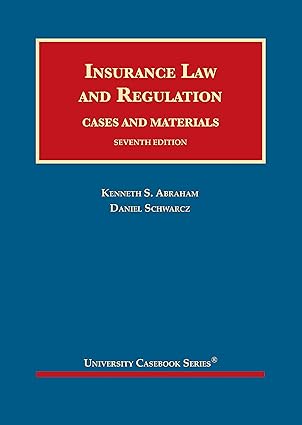 INSURANCE LAW
AND REGULATION
CASES AND MATERIALS
SEVENTH EDITION
KENNETH S. ABRAHAM
DANIEL SCHWARCZ
UNIVERSITY CASEBOOK SERIES®